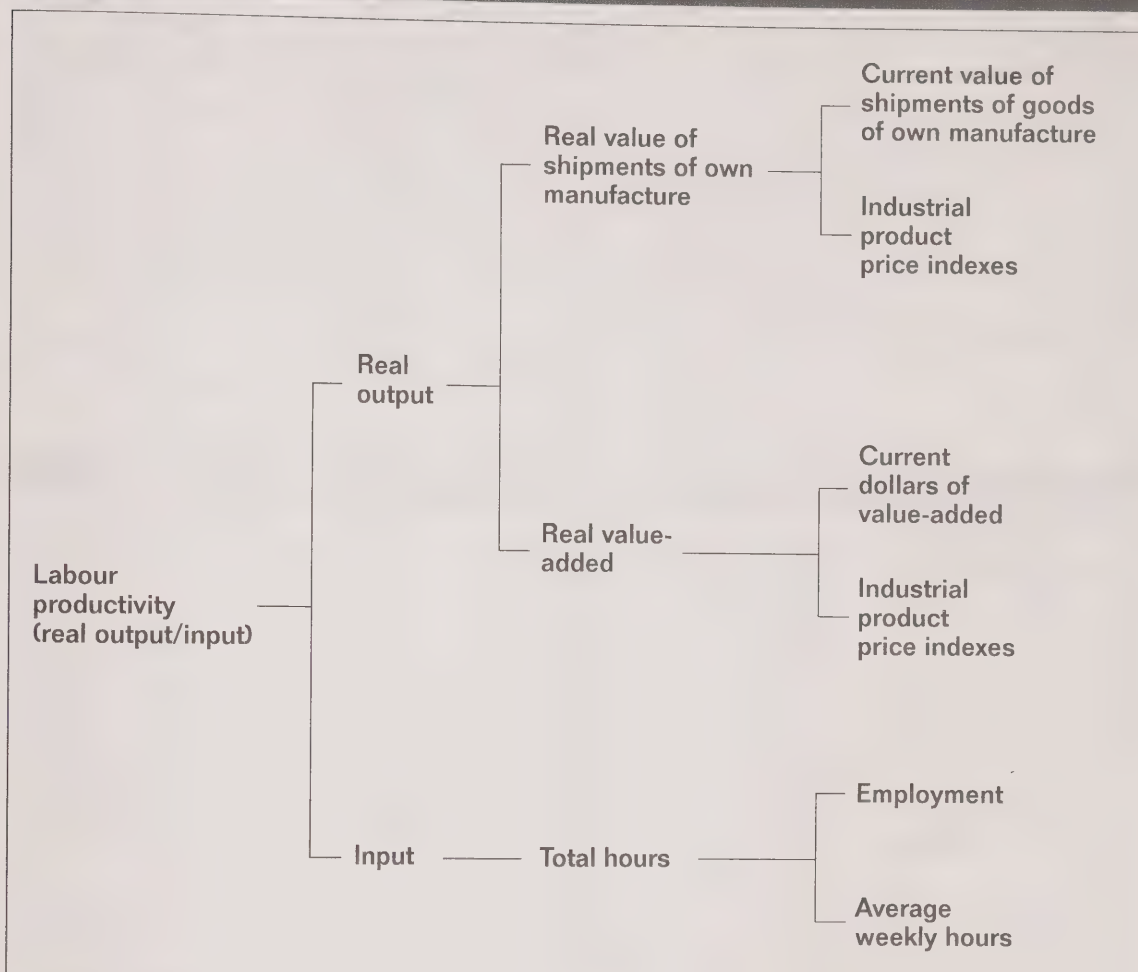 Current value of
shipments of goods
of own manufacture
Real value of
shipments of own
manufacture
Industrial
product
price indexes
Real
output
Current
dollars of
value-added
Real value-
added
Labour
productivity
(real output/input)
Industrial
product
price indexes
Employment
Input
Total hours
Average
weekly hours